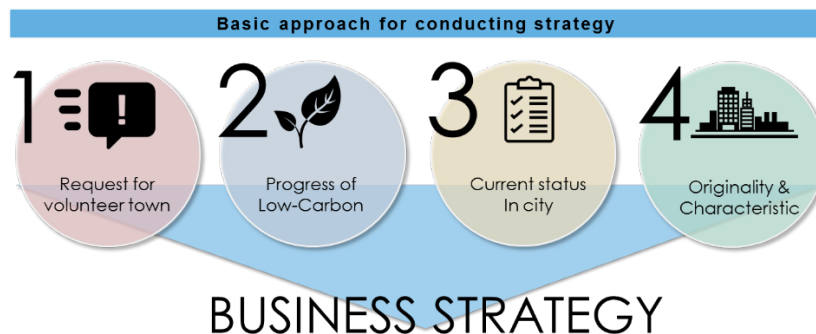 Basic approach for conducting strategy
1
!
Request for
volunteer town
2
Progress of
Low-Carbon
3
Current status
In city
4
Originality &
Characteristic
BUSINESS STRATEGY